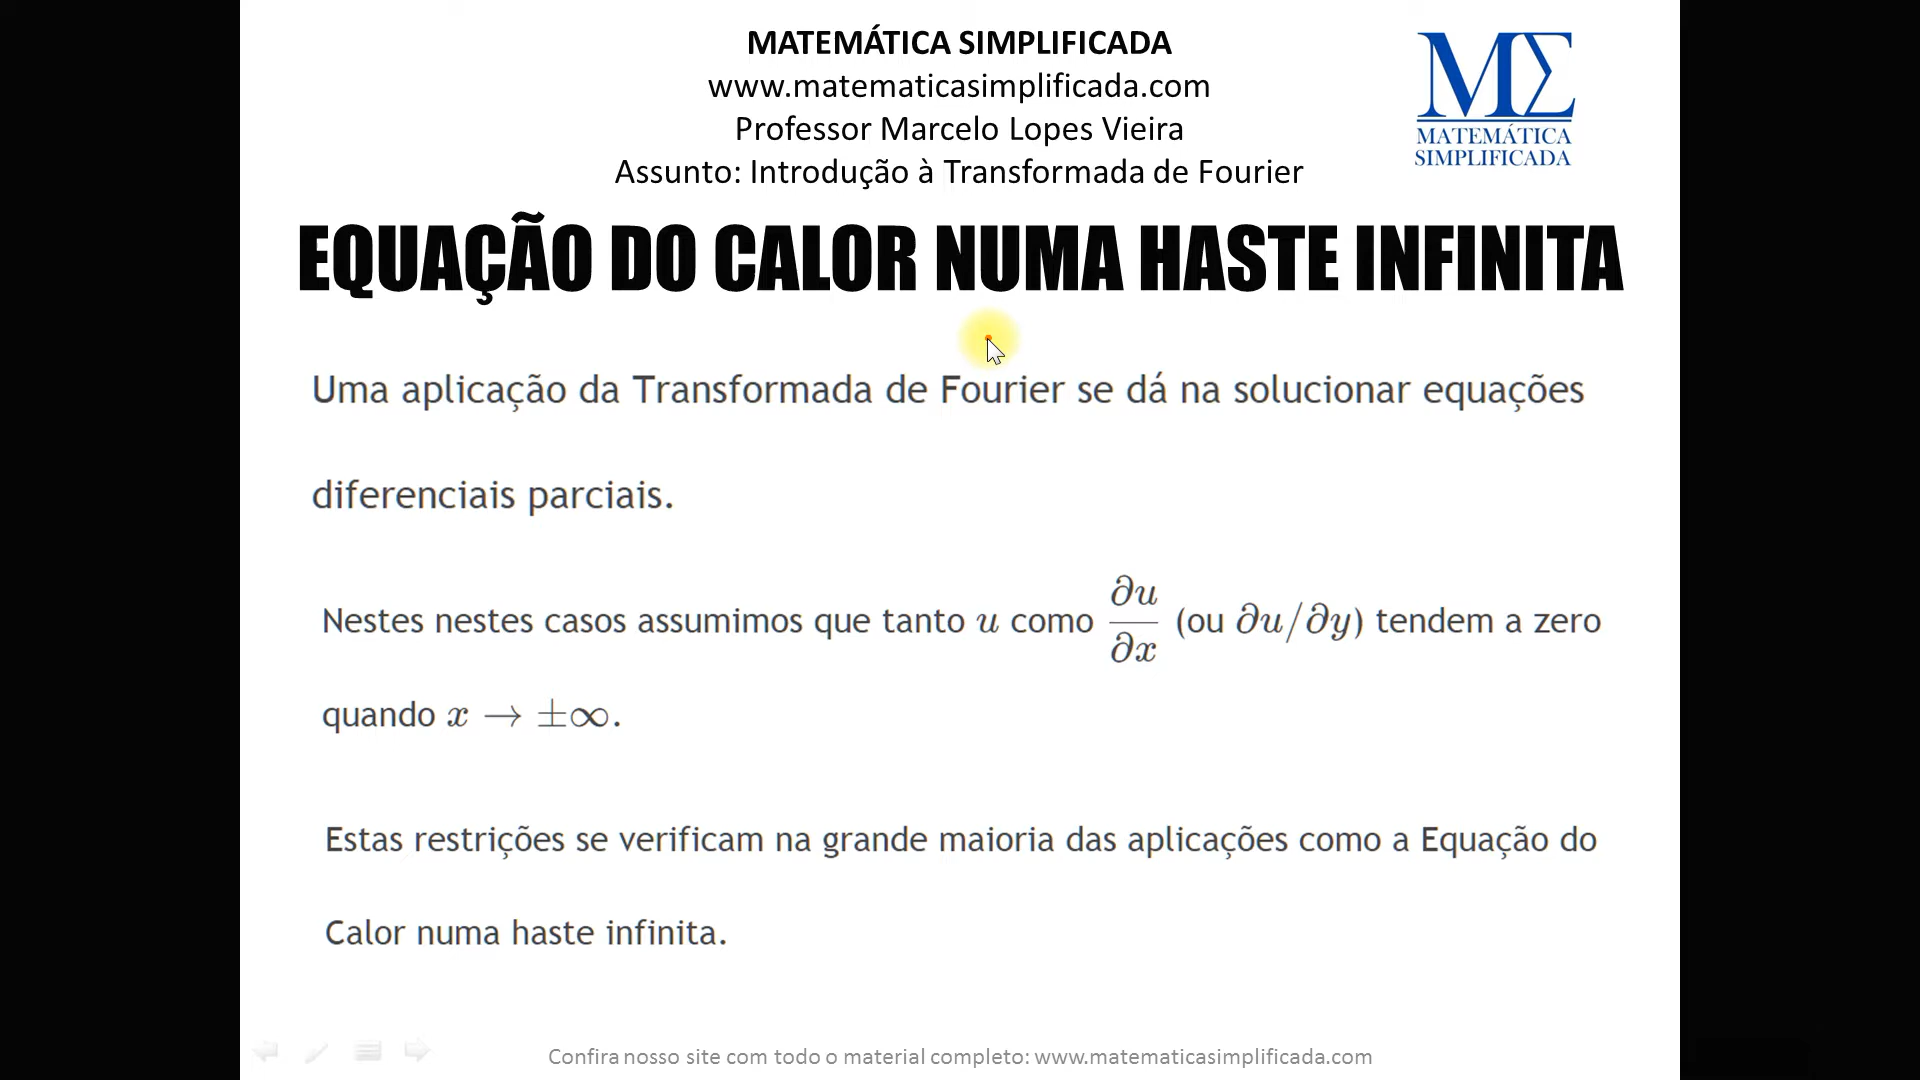 MATEMÁTICA SIMPLIFICADA
www.matematicasimplificada.com
Professor Marcelo Lopes Vieira
Assunto: Introdução à Transformada de Fourier
ΜΣ
MATEMÁTICA
SIMPLIFICADA
EQUAÇÃO DO CALOR NUMA HASTE INFINITA
Uma aplicação da Transformada de Fourier se dá na solucionar equações
diferenciais parciais.
Nestes nestes casos assumimos que tanto u como ∂u/∂x (ou ∂u/∂y) tendem a zero
quando x → ±∞.
Estas restrições se verificam na grande maioria das aplicações como a Equação do
Calor numa haste infinita.
Confira nosso site com todo o material completo: www.matematicasimplificada.com